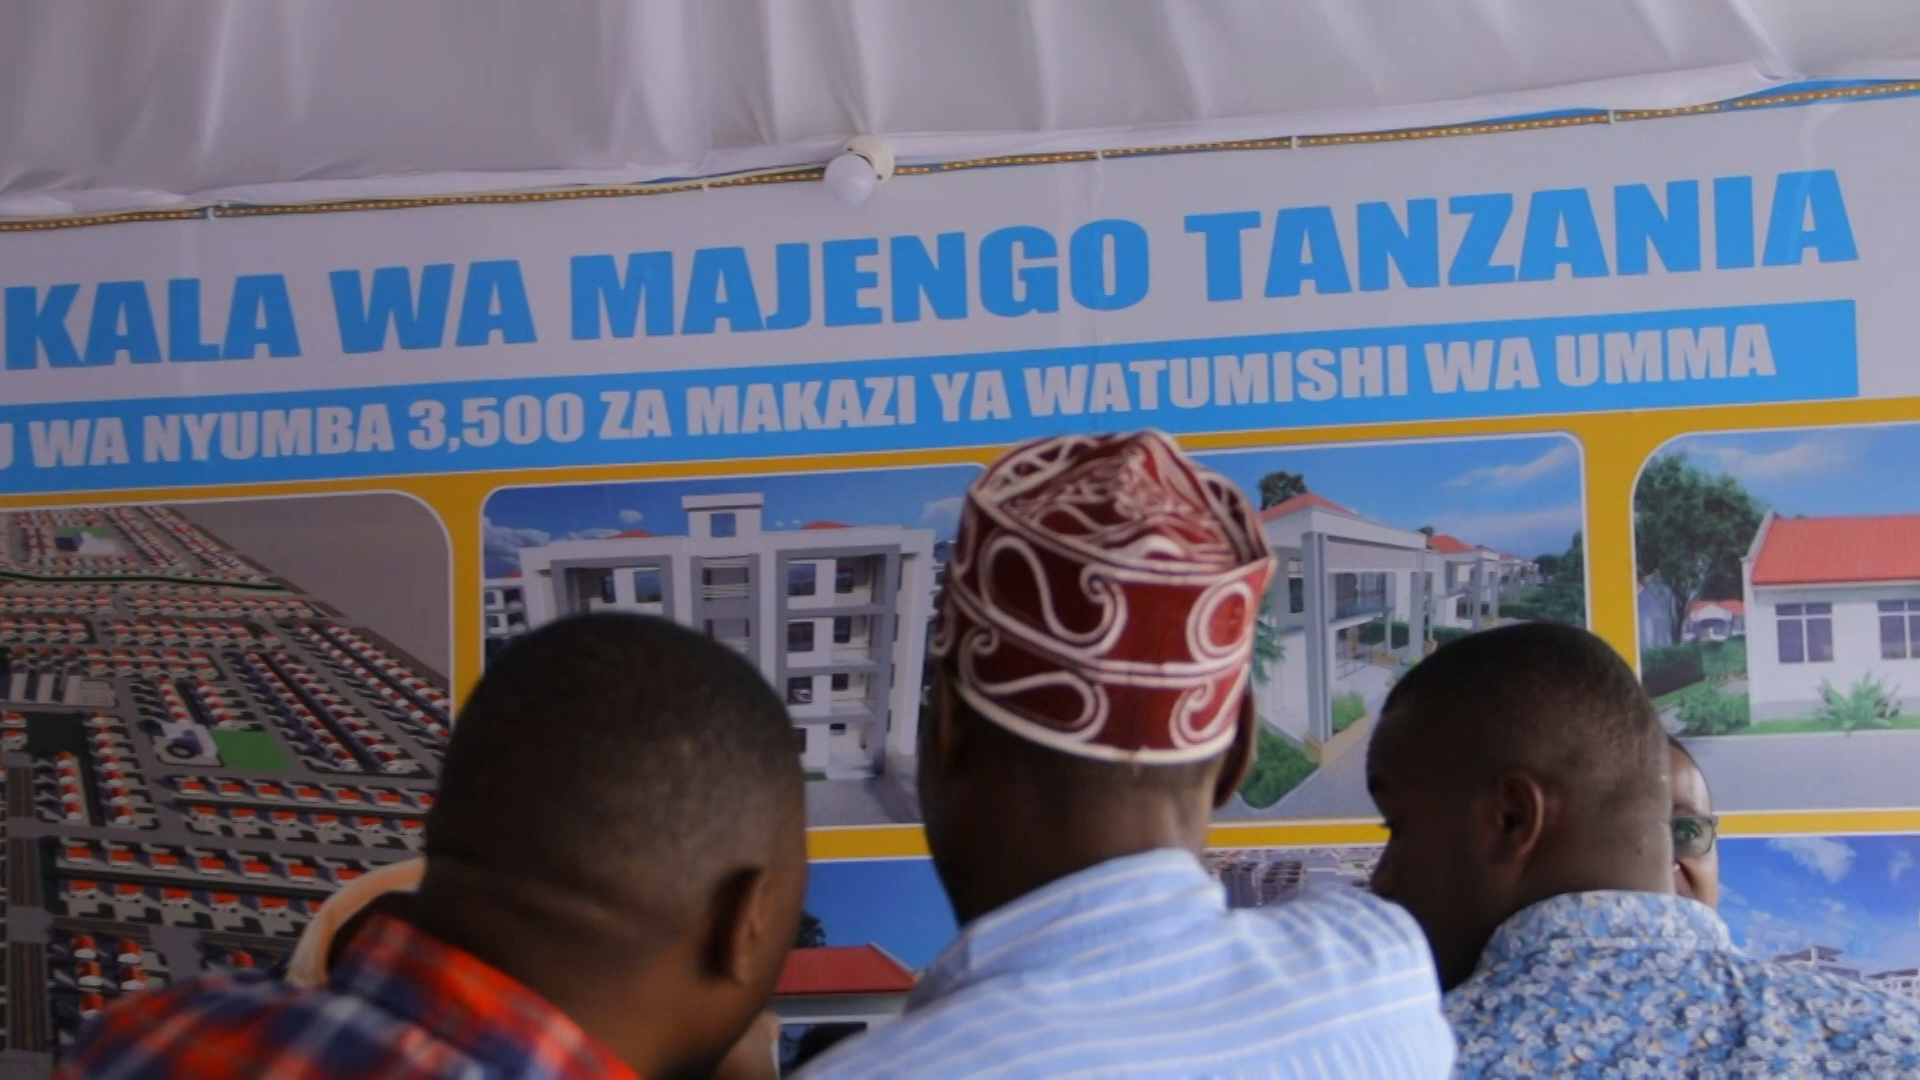 KALA WA MAJENGO TANZANIA
WA NYUMBA 3,500 ZA MAKAZI YA WATUMISHI WA UMMA